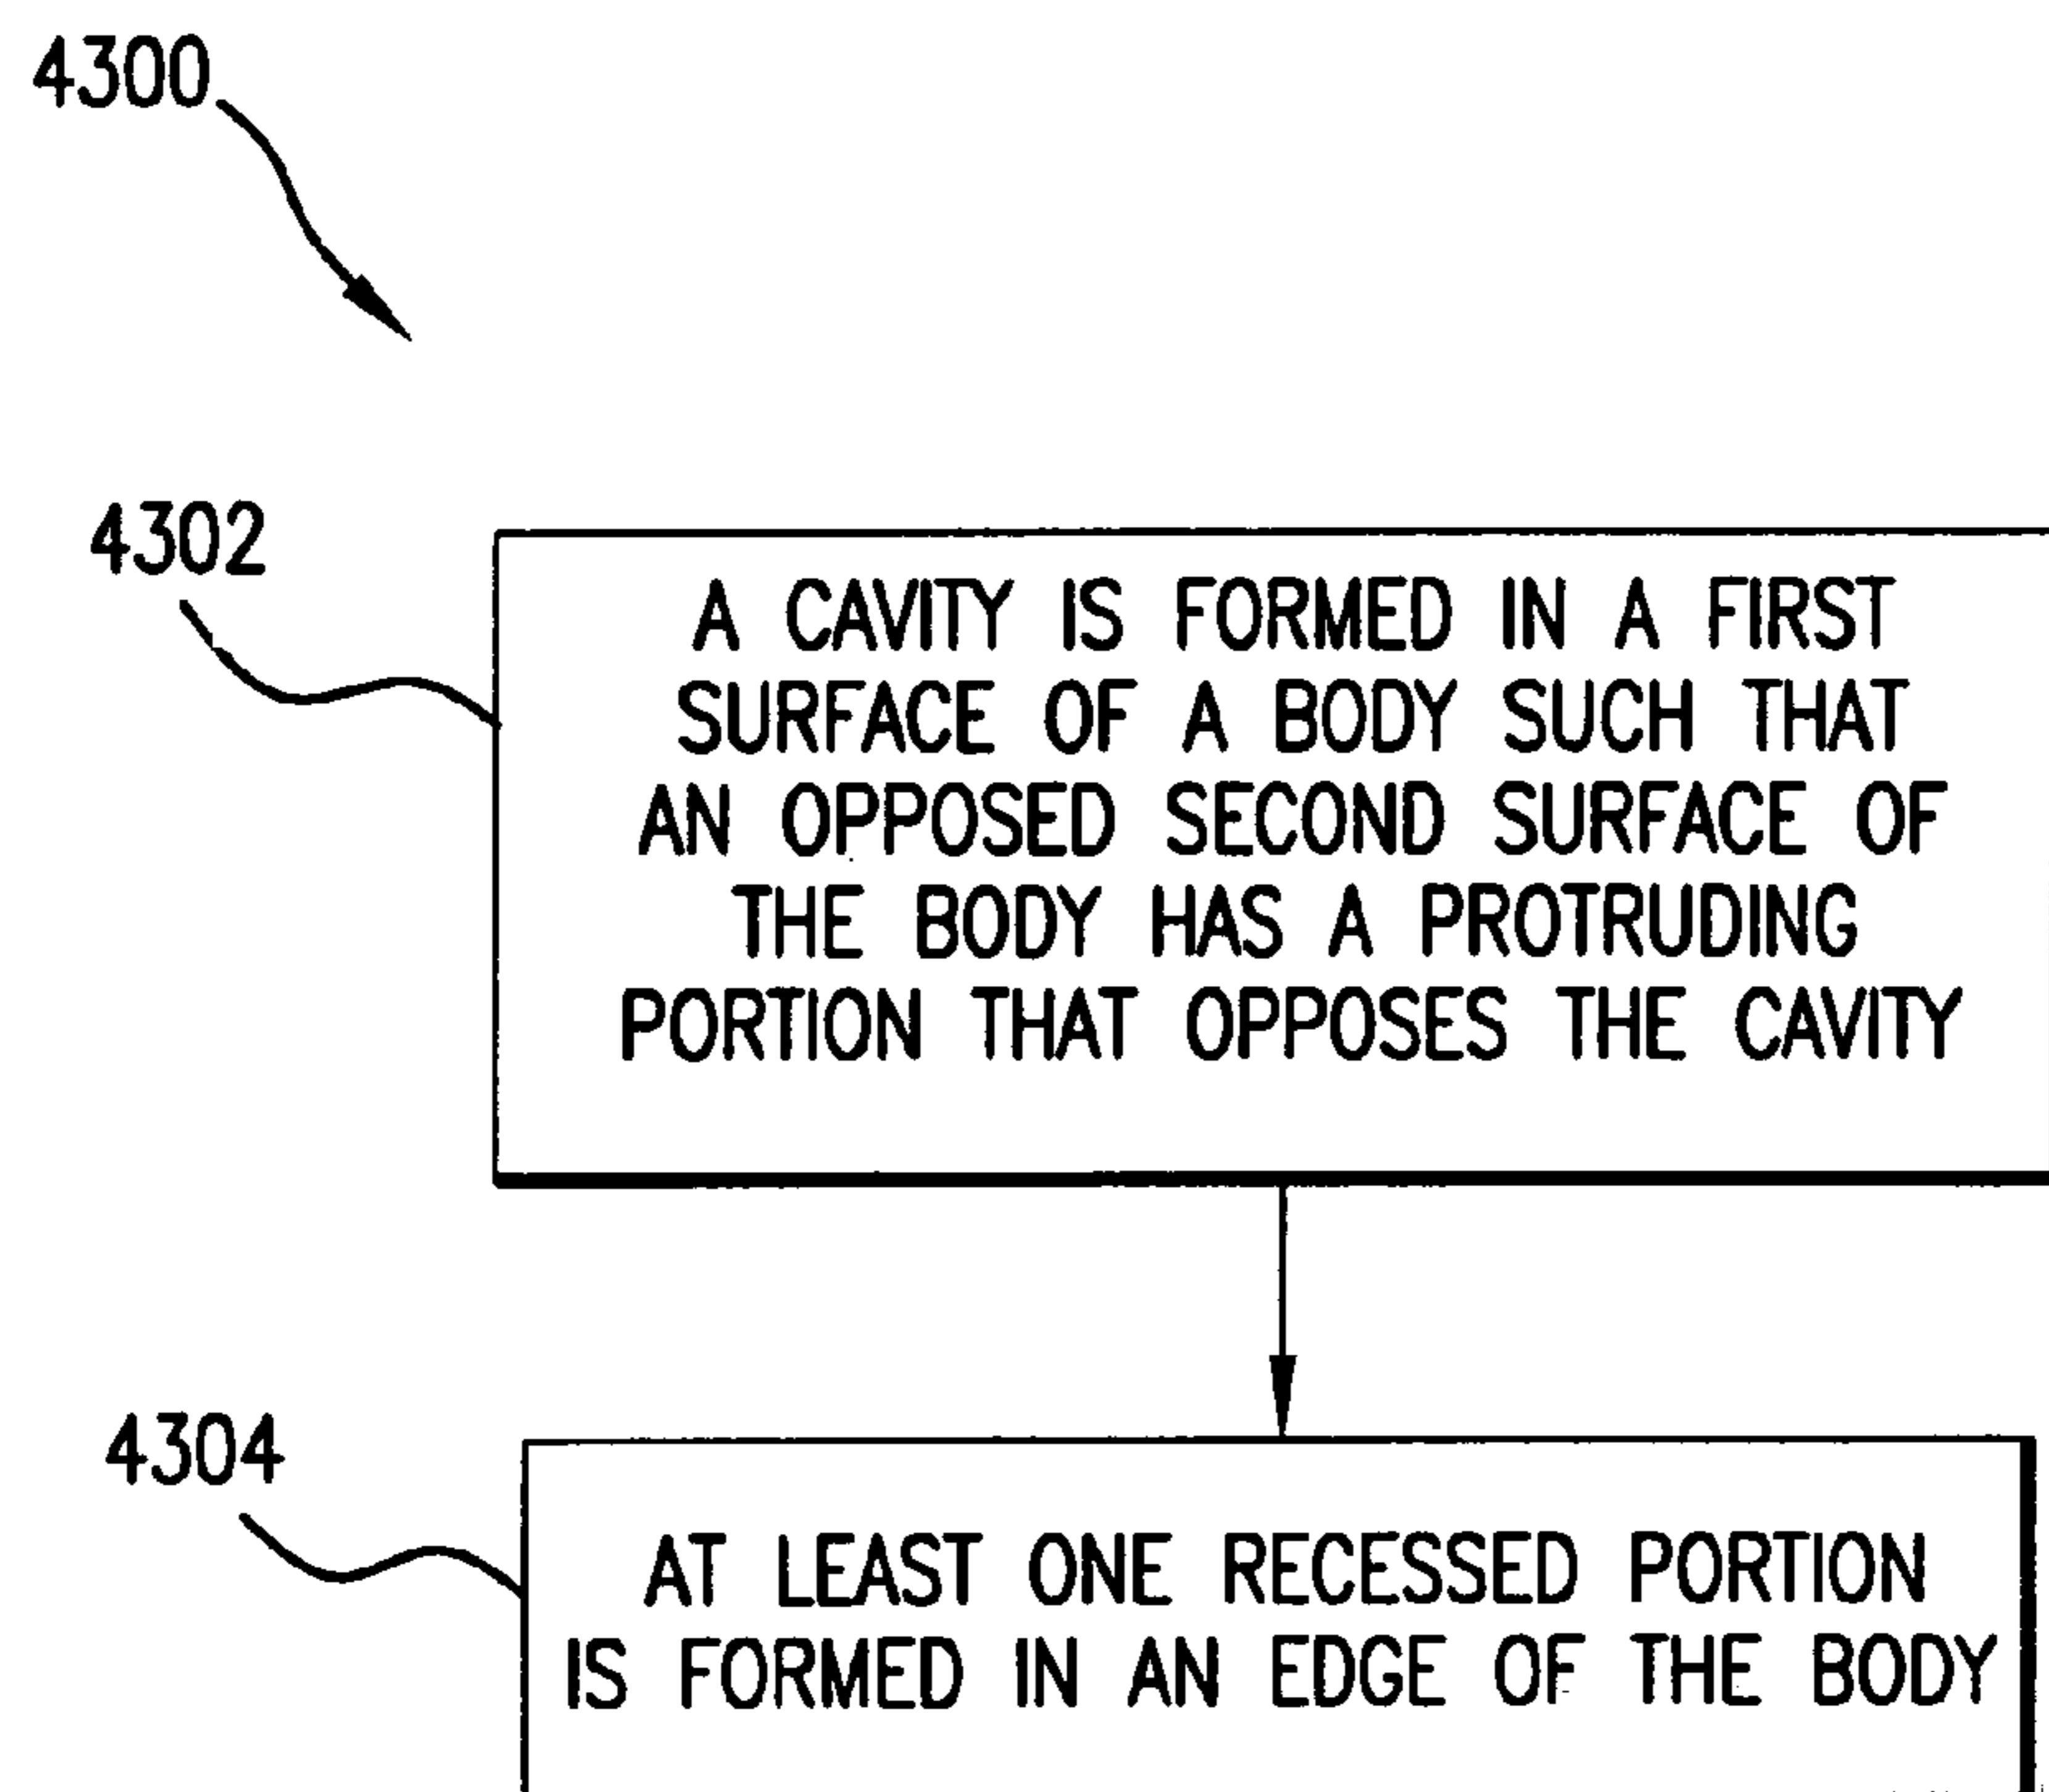 4300
4302
A CAVITY IS FORMED IN A FIRST
SURFACE OF A BODY SUCH THAT
AN OPPOSED SECOND SURFACE OF
THE BODY HAS A PROTRUDING
PORTION THAT OPPOSES THE CAVITY
4304
AT LEAST ONE RECESSED PORTION
IS FORMED IN AN EDGE OF THE BODY